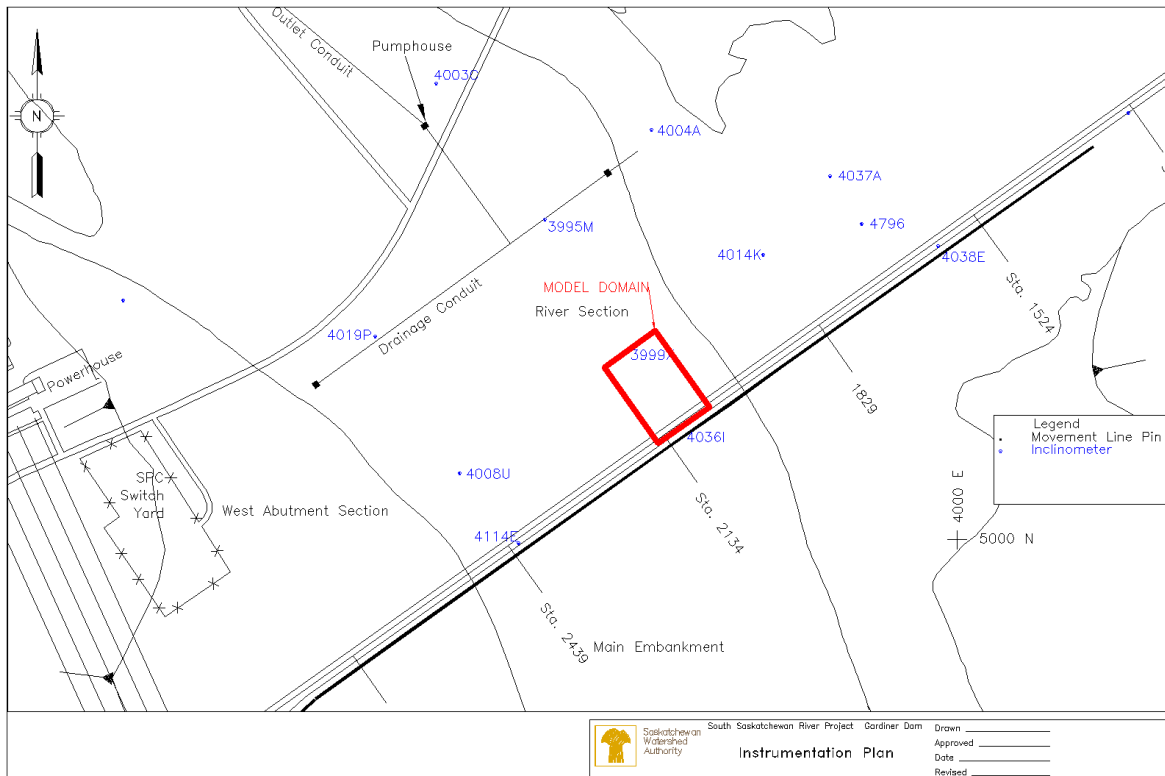 Outlet Conduit
Pumphouse
4003C
N
4004A
4037A
3995M
4796
4014K
4038E
Sta. 1524
MODEL DOMAIN
River Section
Drainage Conduit
4019P
3999
Powerhouse
1829
4036I
Legend
Movement Line Pin
Inclinometer
4008U
SPC
Switch
Yard
West Abutment Section
Sta. 2134
4000 E
5000 N
4114E
Sta. 2439
Main Embankment
Saskatchewan
Watershed
Authority
South Saskatchewan River Project Gardiner Dam
Instrumentation Plan
Drawn
Approved
Date
Revised